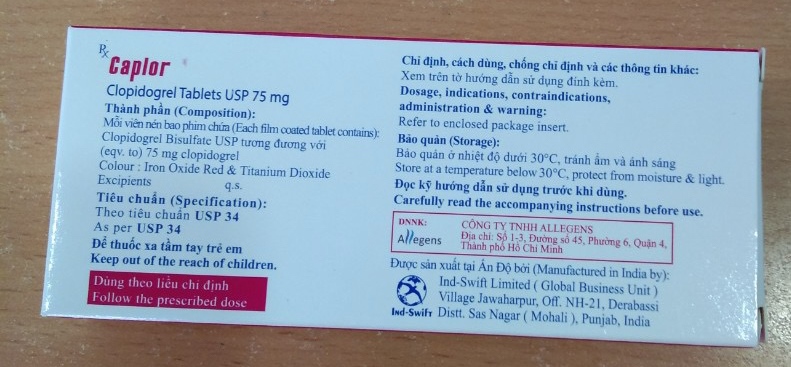 Rx
Caplor
Clopidogrel Tablets USP 75 mg
Thành phần (Composition):
Mỗi viên nén bao phim chứa (Each film coated tablet contains):
Clopidogrel Bisulfate USP tương đương với
(eqv. to) 75 mg clopidogrel
Colour : Iron Oxide Red & Titanium Dioxide
Excipients q.s.
Tiêu chuẩn (Specification):
Theo tiêu chuẩn USP 34
As per USP 34
Để thuốc xa tầm tay trẻ em
Keep out of the reach of children.
Dùng theo liều chỉ định
Follow the prescribed dose
Chỉ định, cách dùng, chống chỉ định và các thông tin khác:
Xem trên tờ hướng dẫn sử dụng đính kèm.
Dosage, indications, contraindications,
administration & warning:
Refer to enclosed package insert.
Bảo quản (Storage):
Bảo quản ở nhiệt độ dưới 30°C, tránh ẩm và ánh sáng
Store at a temperature below 30°C, protect from moisture & light.
Đọc kỹ hướng dẫn sử dụng trước khi dùng.
Carefully read the accompanying instructions before use.
DNNK:
Allegens
CÔNG TY TNHH ALLEGENS
Địa chỉ: Số 1-3, Đường số 45, Phường 6, Quận 4,
Thành phố Hồ Chí Minh
Được sản xuất tại Ấn Độ bởi (Manufactured in India by):
Ind-Swift Limited ( Global Business Unit )
Village Jawaharpur, Off. NH-21, Derabassi
Distt. Sas Nagar ( Mohali ), Punjab, India
Ind-Swift